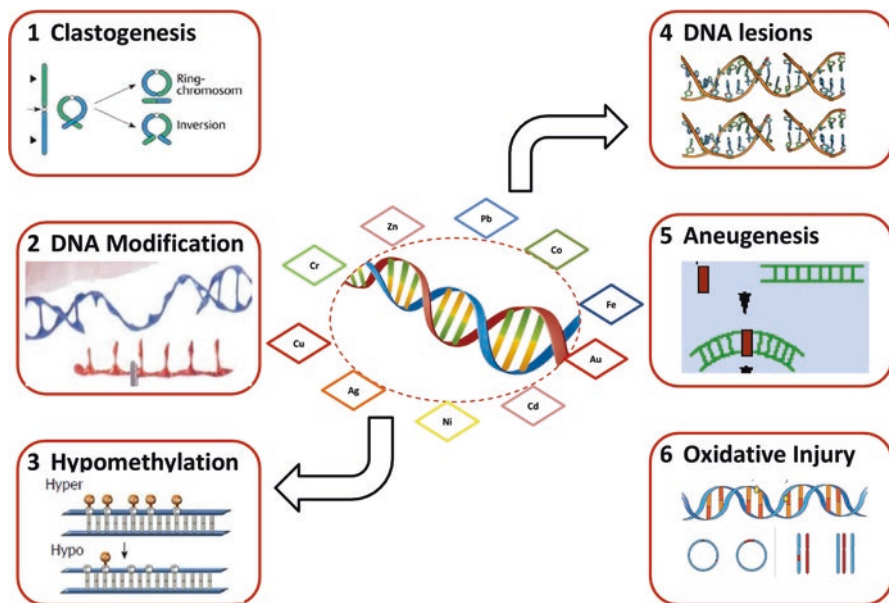 1 Clastogenesis
Ring-
chromosom
Inversion
2 DNA Modification
3 Hypomethylation
Hyper
Hypo
Zn
Pb
Cr
Co
Cu
Fe
Ag
Au
Ni
Cd
4 DNA lesions
5 Aneugenesis
6 Oxidative Injury